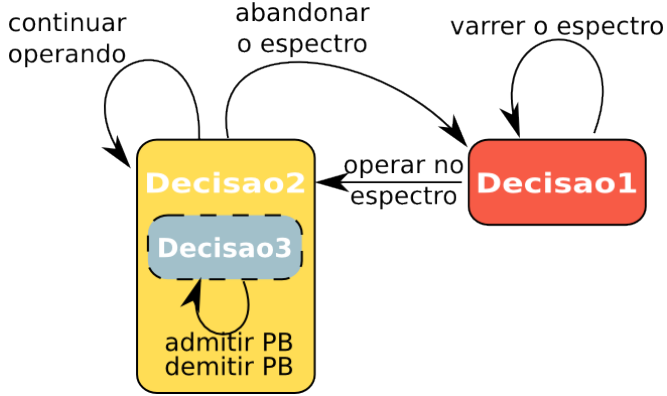 continuar
operando
abandonar
o espectro
varrer o espectro
Decisao2
operar no
espectro
Decisao1
Decisao3
admitir PB
demitir PB